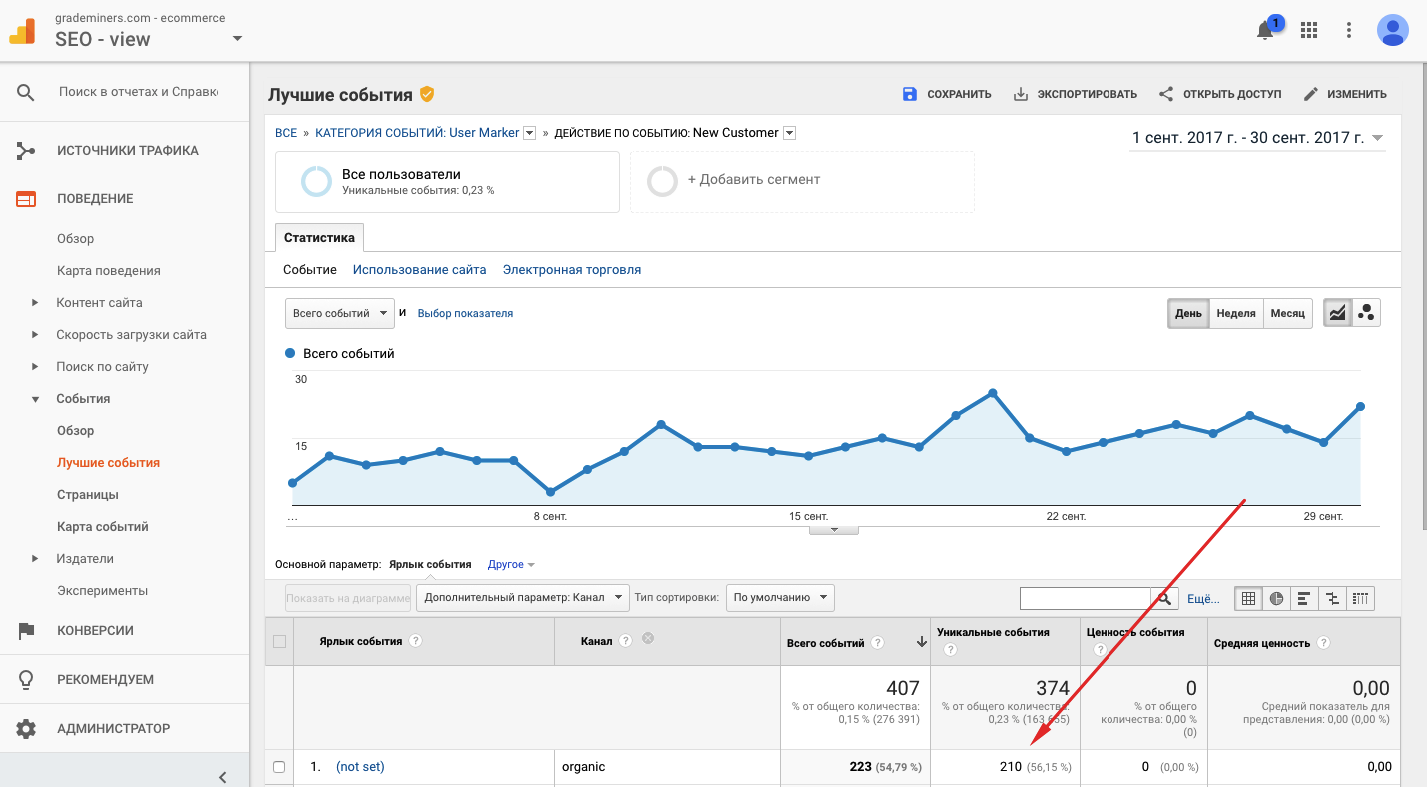 grademiners.com - ecommerce
SEO - view
1
Поиск в отчетах и Справк
ИСТОЧНИКИ ТРАФИКА
ПОВЕДЕНИЕ
Обзор
Карта поведения
Контент сайта
Скорость загрузки сайта
Поиск по сайту
События
Обзор
Лучшие события
Страницы
Карта событий
Издатели
Эксперименты
КОНВЕРСИИ
РЕКОМЕНДУЕМ
АДМИНИСТРАТОР
Лучшие события
СОХРАНИТЬ ЭКСПОРТИРОВАТЬ ОТКРЫТЬ ДОСТУП ИЗМЕНИТЬ
ВСЕ » КАТЕГОРИЯ СОБЫТИЙ: User Marker » ДЕЙСТВИЕ ПО СОБЫТИЮ: New Customer
1 сент. 2017 г. - 30 сент. 2017 г.
Все пользователи
Уникальные события: 0,23 %
+ Добавить сегмент
Статистика
Событие Использование сайта Электронная торговля
Всего событий И Выбор показателя
День Неделя Месяц
Всего событий
30
15
... 8 сент. 15 сент. 22 сент. 29 сент.
Основной параметр: Ярлык события Другое
Показать на диаграмме Дополнительный параметр: Канал Тип сортировки: По умолчанию Ещё...
Ярлык события ? Канал ? Всего событий ? Уникальные события ? Ценность события ? Средняя ценность ?
407 374 0 0,00
% от общего количества: % от общего количества: % от общего Средний показатель для
0,15 % (276 391) 0,23 % (163 655) количества: 0,00 % представления: 0,00 (0,00 %)
(0)
1. (not set) organic 223 (54,79 %) 210 (56,15 %) 0 (0,00 %) 0,00